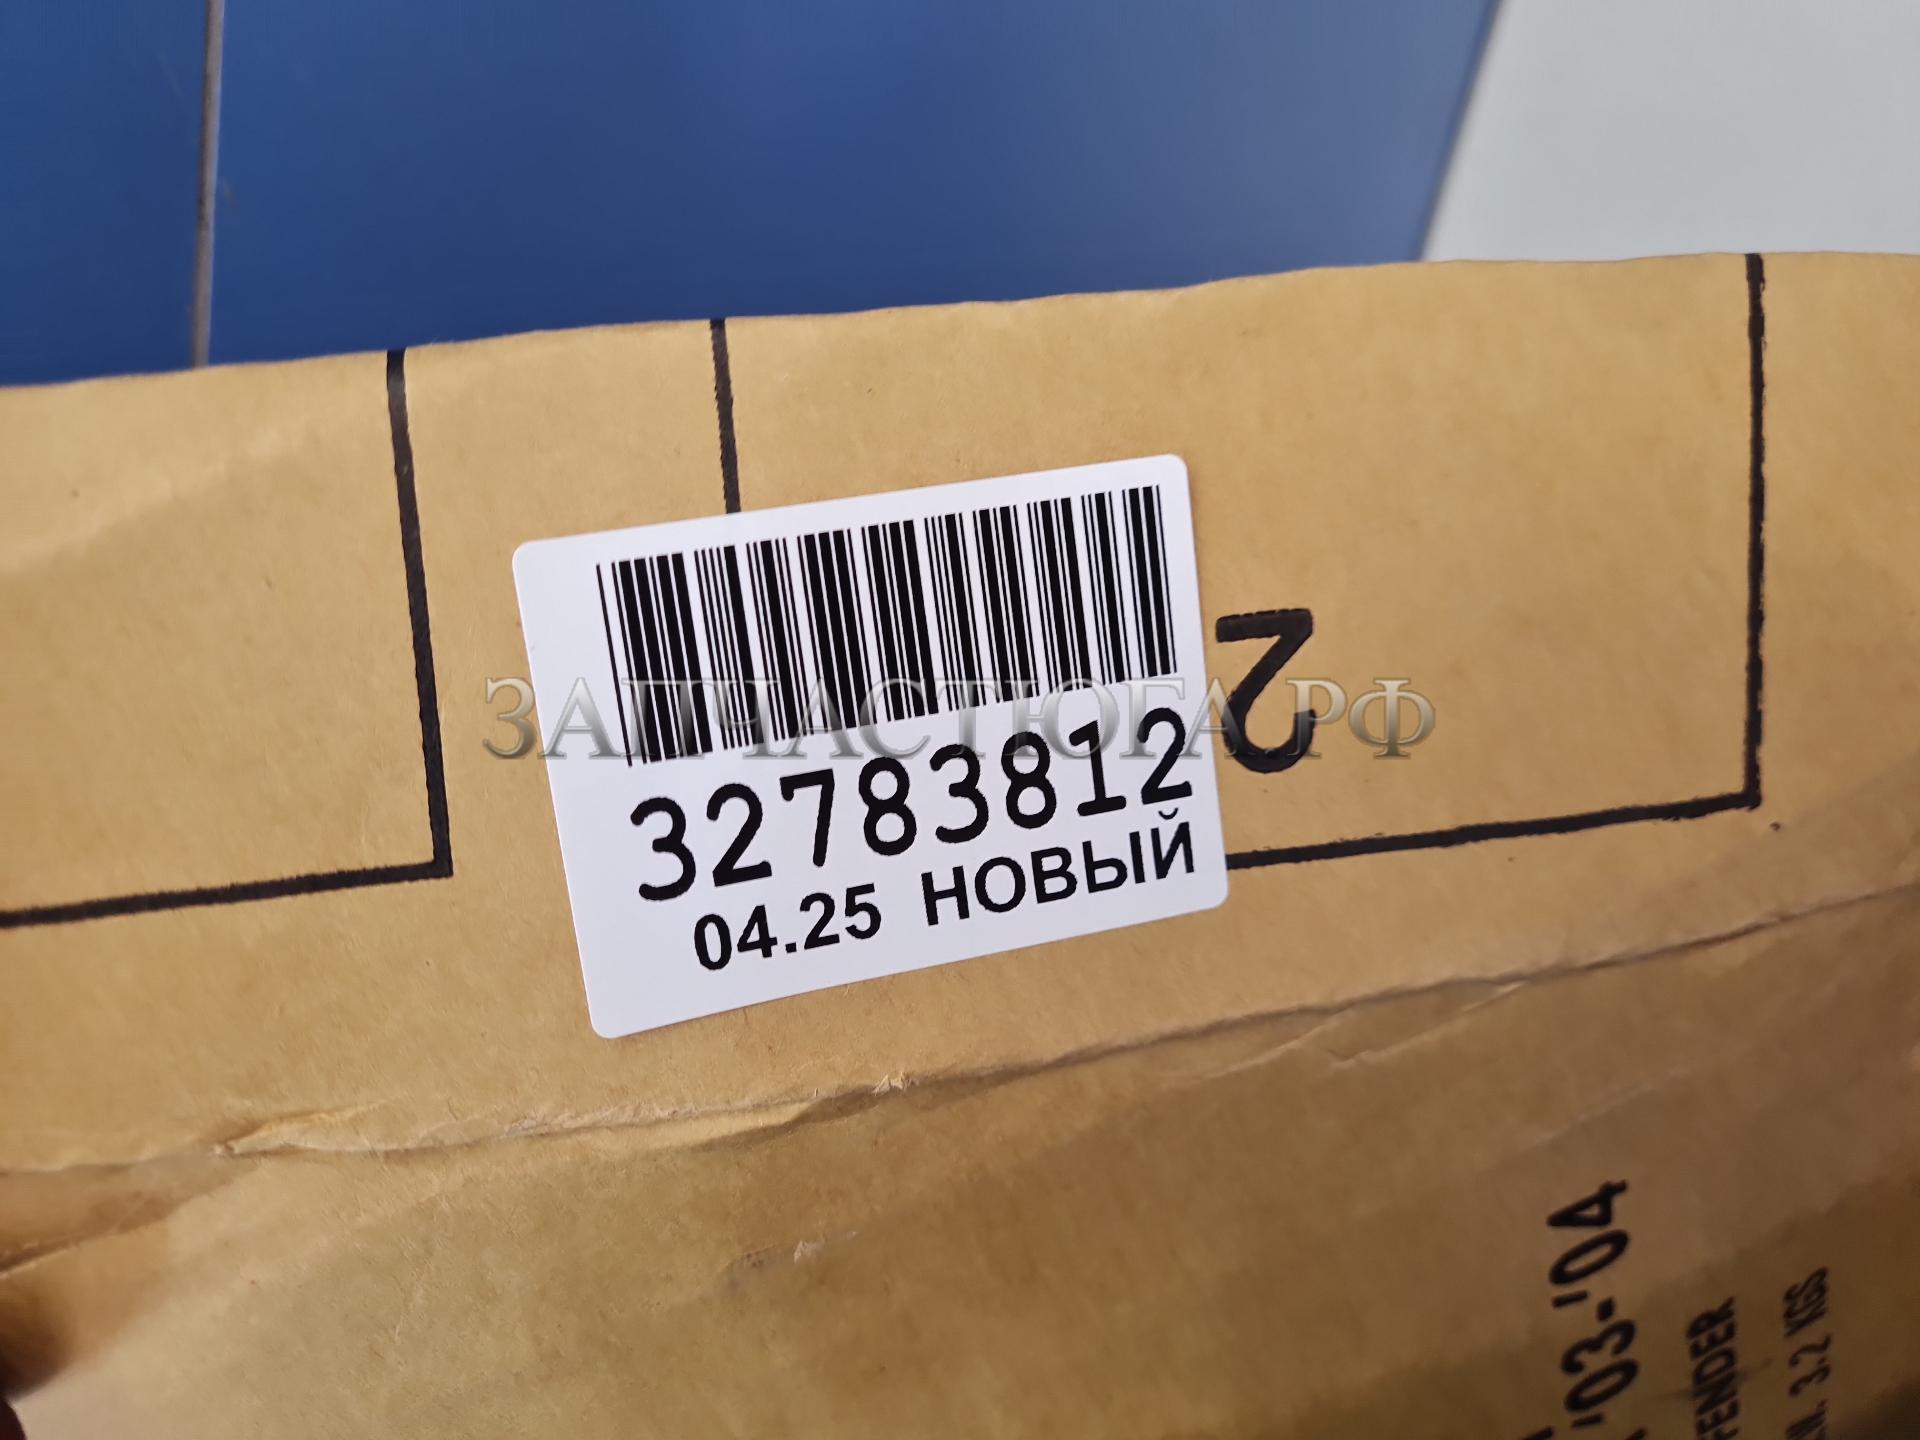 ЗАПЧАСТЮГА.РФ
2
32783812
04.25 НОВЫЙ
'03-'04
FENDER
3.2 KGS